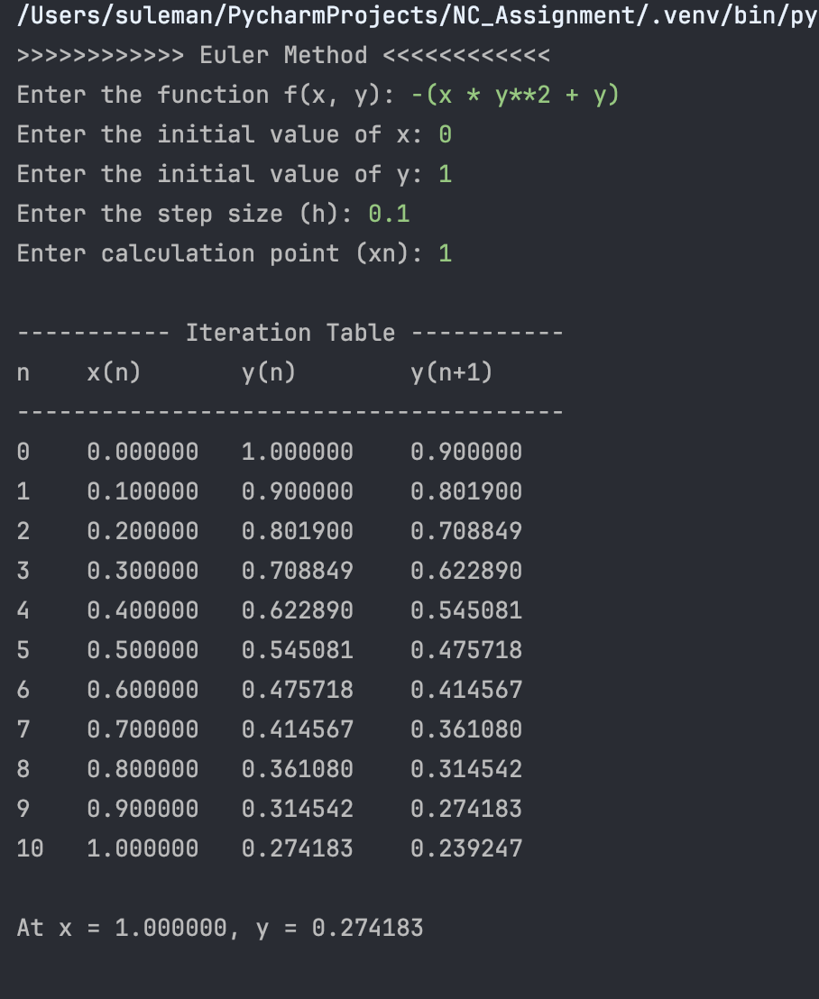 /Users/suleman/PycharmProjects/NC_Assignment/.venv/bin/py
>>>>>>>>>>>> Euler Method <<<<<<<<<<<<
Enter the function f(x, y): -(x * y**2 + y)
Enter the initial value of x: 0
Enter the initial value of y: 1
Enter the step size (h): 0.1
Enter calculation point (xn): 1
----------- Iteration Table -----------
n    x(n)       y(n)        y(n+1)
---------------------------------------
0    0.000000   1.000000    0.900000
1    0.100000   0.900000    0.801900
2    0.200000   0.801900    0.708849
3    0.300000   0.708849    0.622890
4    0.400000   0.622890    0.545081
5    0.500000   0.545081    0.475718
6    0.600000   0.475718    0.414567
7    0.700000   0.414567    0.361080
8    0.800000   0.361080    0.314542
9    0.900000   0.314542    0.274183
10   1.000000   0.274183    0.239247
At x = 1.000000, y = 0.274183